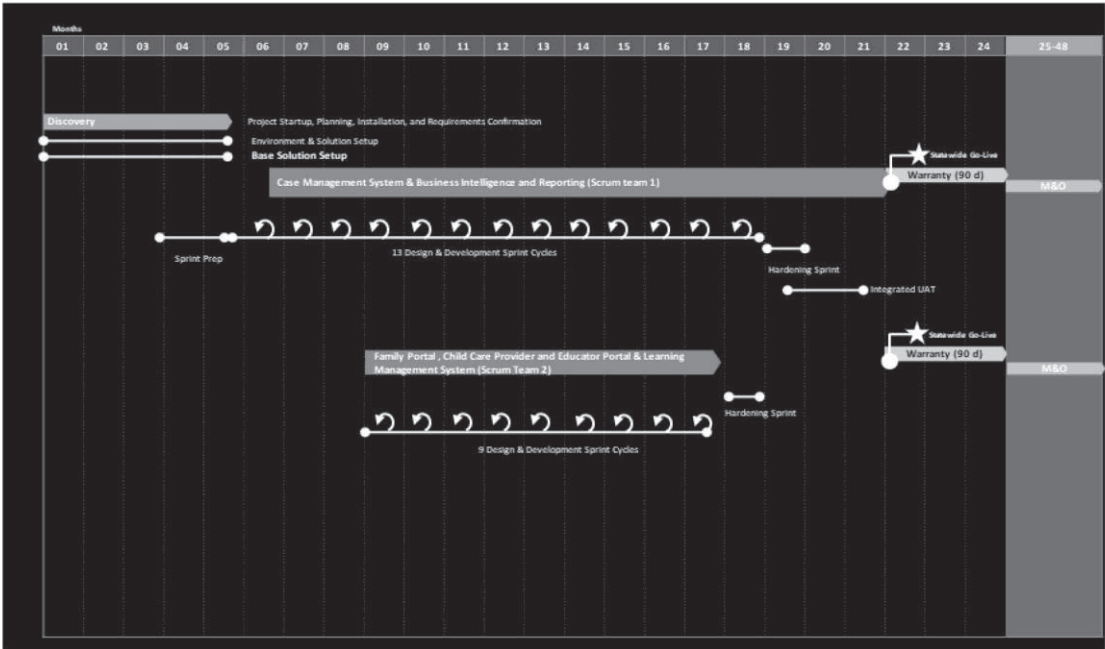 Months
01 02 03 04 05 06 07 08 09 10 11 12 13 14 15 16 17 18 19 20 21 22 23 24 25-48
Discovery
Project Startup, Planning, Installation, and Requirements Confirmation
Environment & Solution Setup
Base Solution Setup
Statewide Go-Live
Case Management System & Business Intelligence and Reporting (Scrum team 1)
Warranty (90 d)
M&O
Sprint Prep
13 Design & Development Sprint Cycles
Hardening Sprint
Integrated UAT
Statewide Go-Live
Family Portal , Child Care Provider and Educator Portal & Learning
Management System (Scrum Team 2)
Warranty (90 d)
M&O
Hardening Sprint
9 Design & Development Sprint Cycles